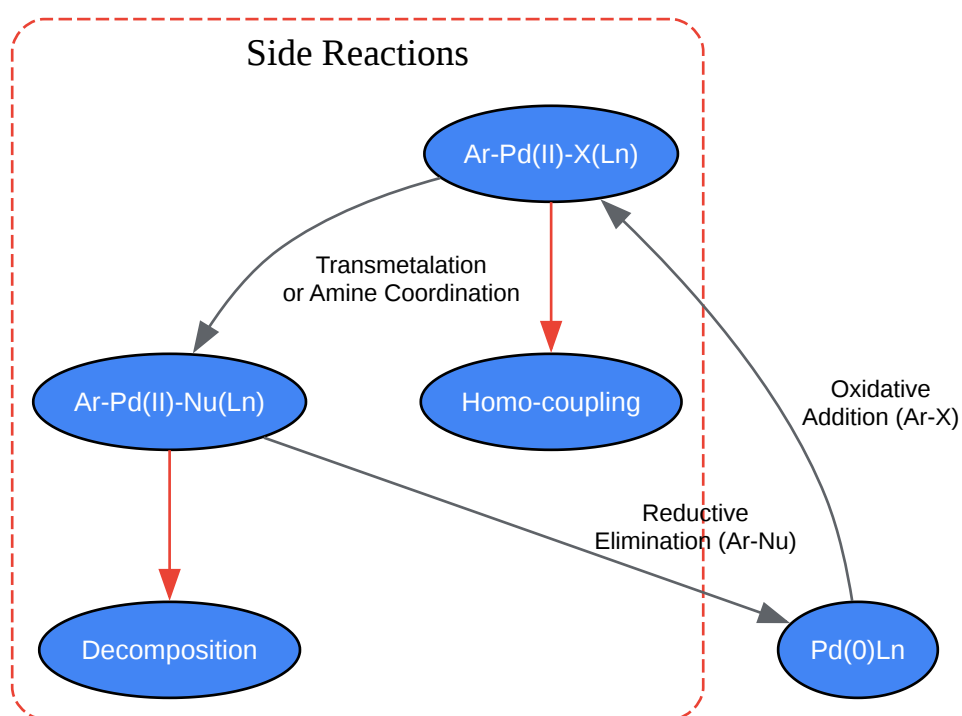 Side Reactions
Ar-Pd(II)-X(Ln)
Transmetalation
or Amine Coordination
Ar-Pd(II)-Nu(Ln)
Homo-coupling
Oxidative
Addition (Ar-X)
Reductive
Elimination (Ar-Nu)
Decomposition
Pd(0)Ln